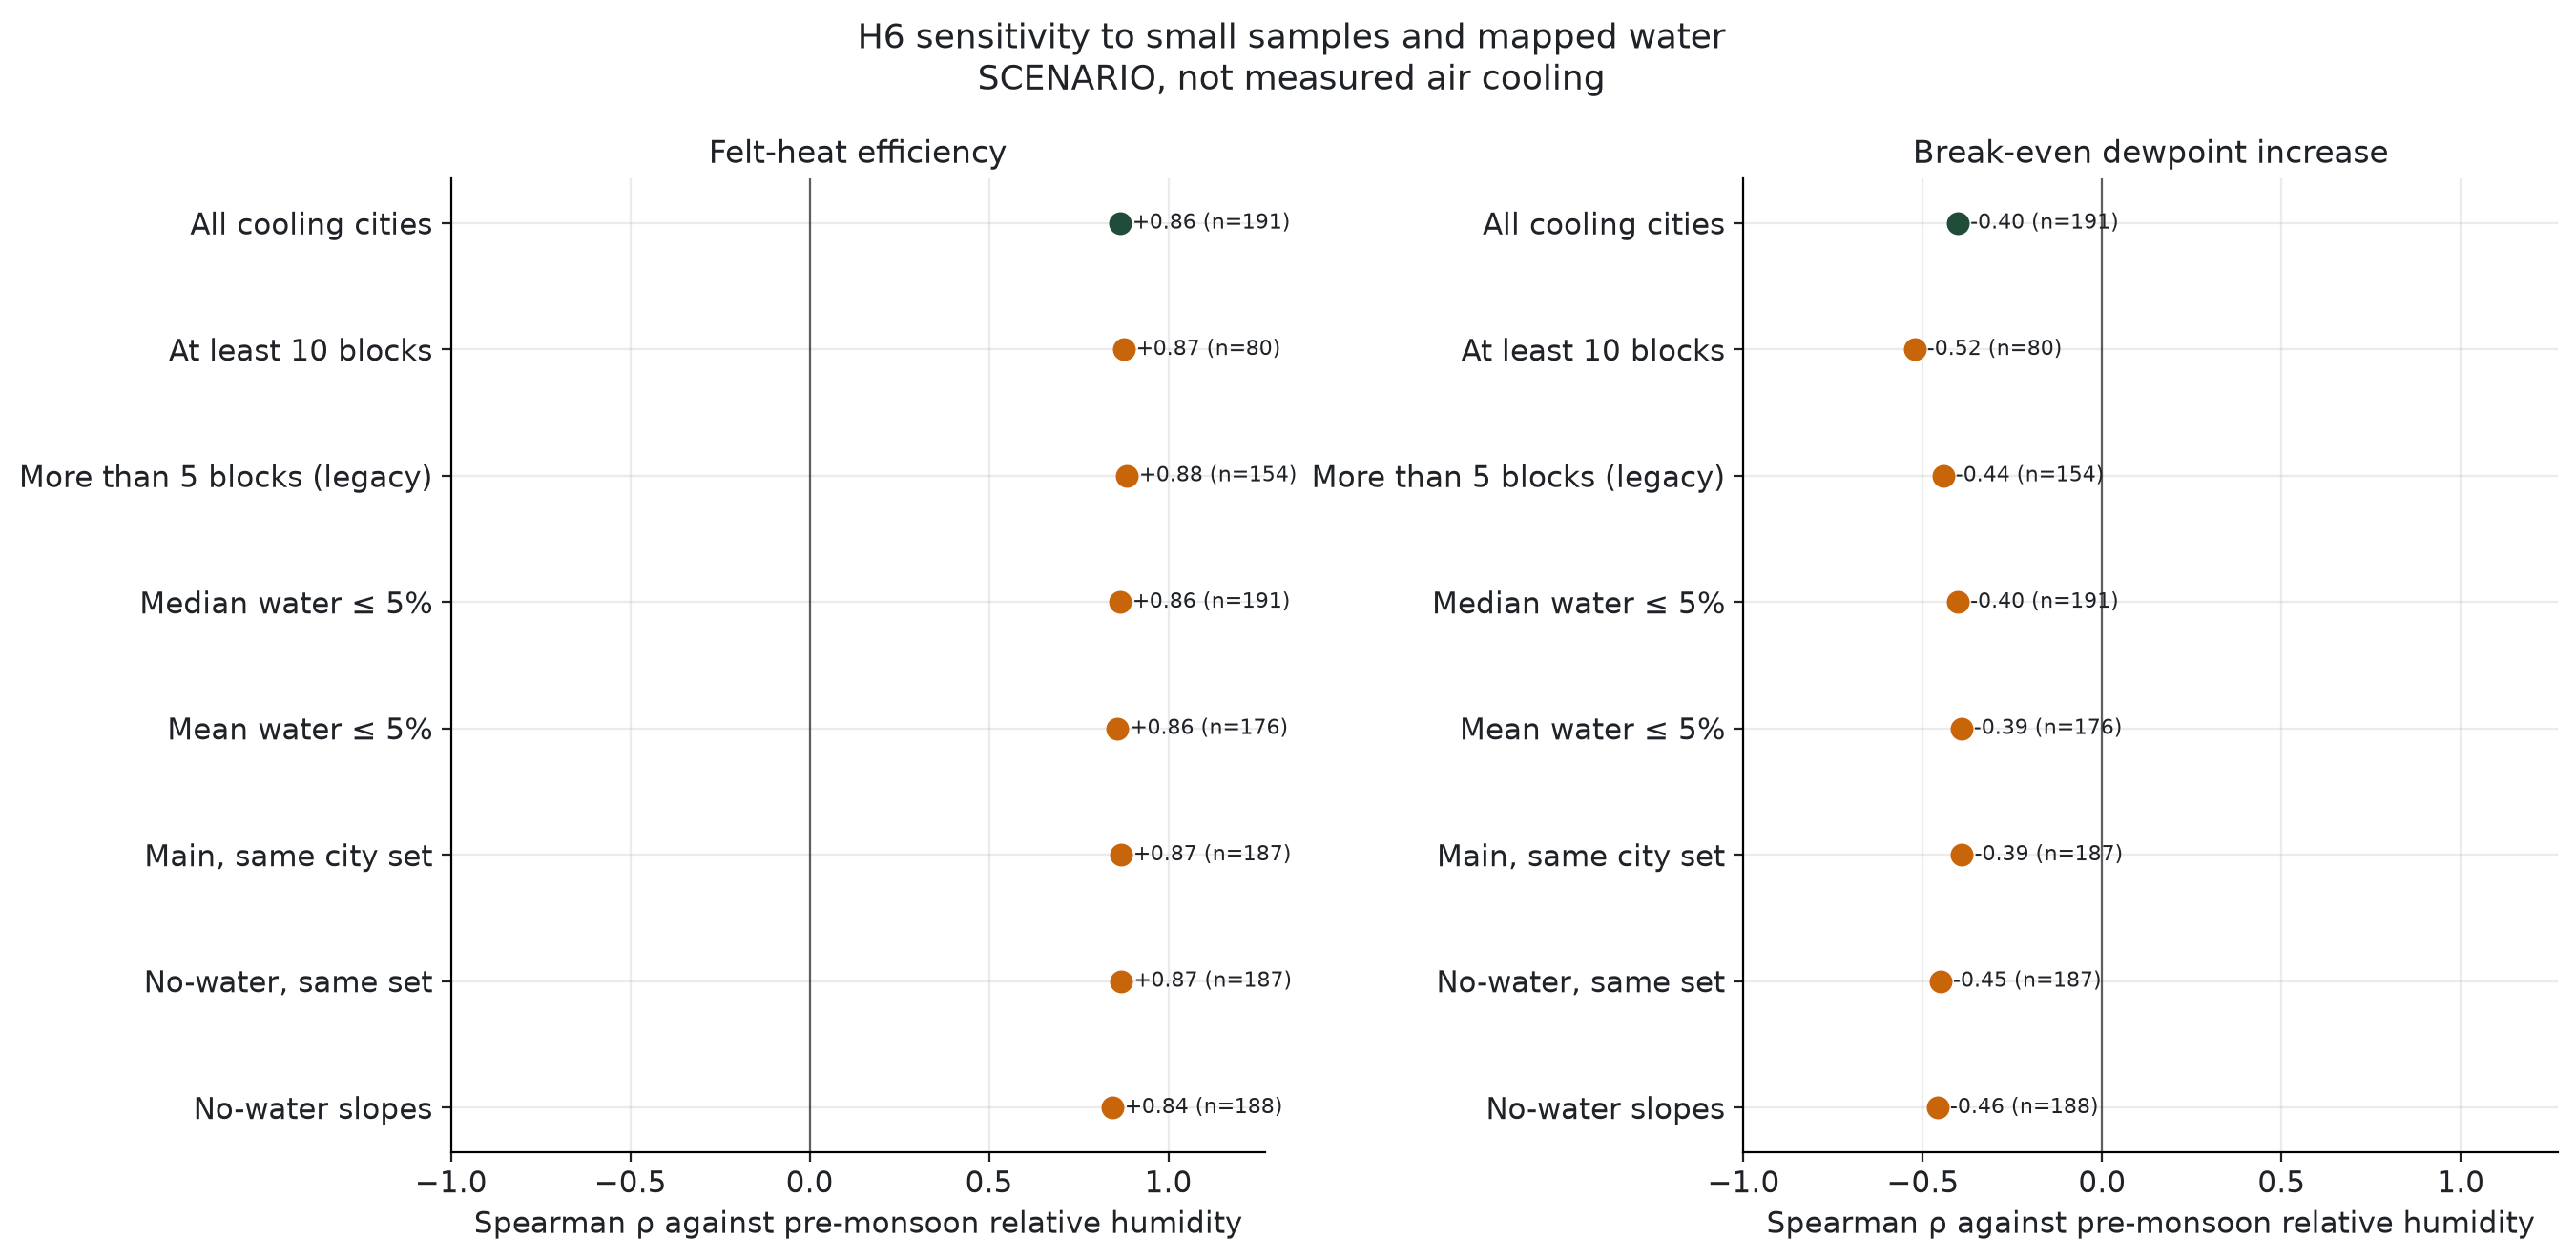 H6 sensitivity to small samples and mapped water
SCENARIO, not measured air cooling
Felt-heat efficiency
All cooling cities
+0.86 (n=191)
At least 10 blocks
+0.87 (n=80)
More than 5 blocks (legacy)
+0.88 (n=154)
Median water ≤ 5%
+0.86 (n=191)
Mean water ≤ 5%
+0.86 (n=176)
Main, same city set
+0.87 (n=187)
No-water, same set
+0.87 (n=187)
No-water slopes
+0.84 (n=188)
−1.0 −0.5 0.0 0.5 1.0
Spearman ρ against pre-monsoon relative humidity
Break-even dewpoint increase
All cooling cities
-0.40 (n=191)
At least 10 blocks
-0.52 (n=80)
More than 5 blocks (legacy)
-0.44 (n=154)
Median water ≤ 5%
-0.40 (n=191)
Mean water ≤ 5%
-0.39 (n=176)
Main, same city set
-0.39 (n=187)
No-water, same set
-0.45 (n=187)
No-water slopes
-0.46 (n=188)
−1.0 −0.5 0.0 0.5 1.0
Spearman ρ against pre-monsoon relative humidity